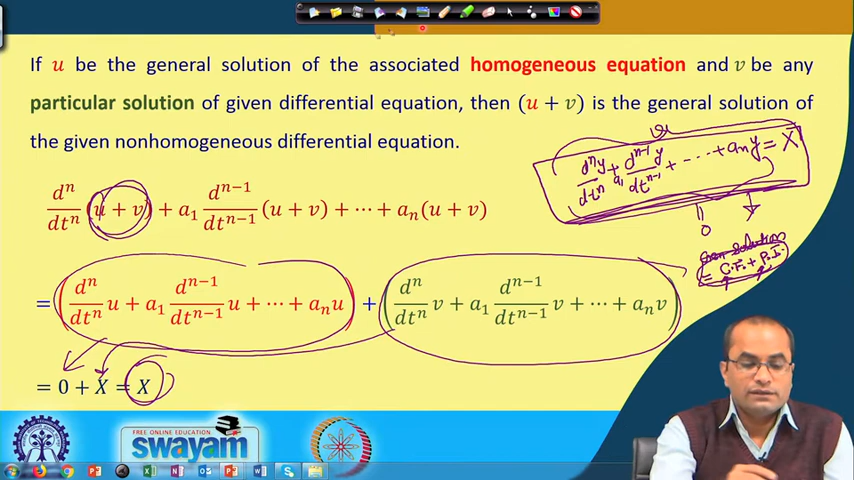 If u be the general solution of the associated homogeneous equation and v be any
particular solution of given differential equation, then (u + v) is the general solution of
the given nonhomogeneous differential equation.
dⁿ/dtⁿ (u + v) + a₁ dⁿ⁻¹/dtⁿ⁻¹ (u + v) + ⋯ + aₙ(u + v)
= (dⁿ/dtⁿ u + a₁ dⁿ⁻¹/dtⁿ⁻¹ u + ⋯ + aₙu) + (dⁿ/dtⁿ v + a₁ dⁿ⁻¹/dtⁿ⁻¹ v + ⋯ + aₙv)
= 0 + X = X
dⁿy/dtⁿ + a₁ dⁿ⁻¹y/dtⁿ⁻¹ + ⋯ + aₙy = X
0
= C.F. + P.I.
FREE ONLINE EDUCATION
swayam